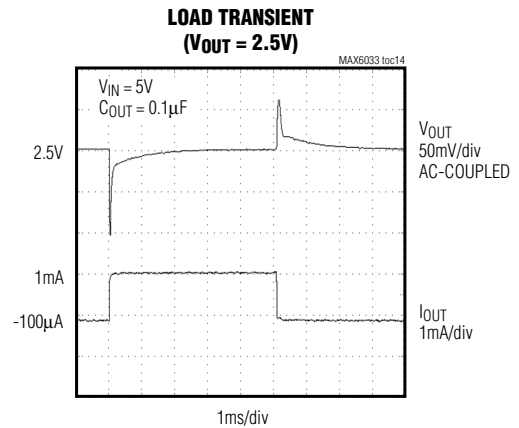 LOAD TRANSIENT
(VOUT = 2.5V)
MAX6033 toc14
VIN = 5V
COUT = 0.1µF
2.5V
VOUT
50mV/div
AC-COUPLED
1mA
-100µA
IOUT
1mA/div
1ms/div